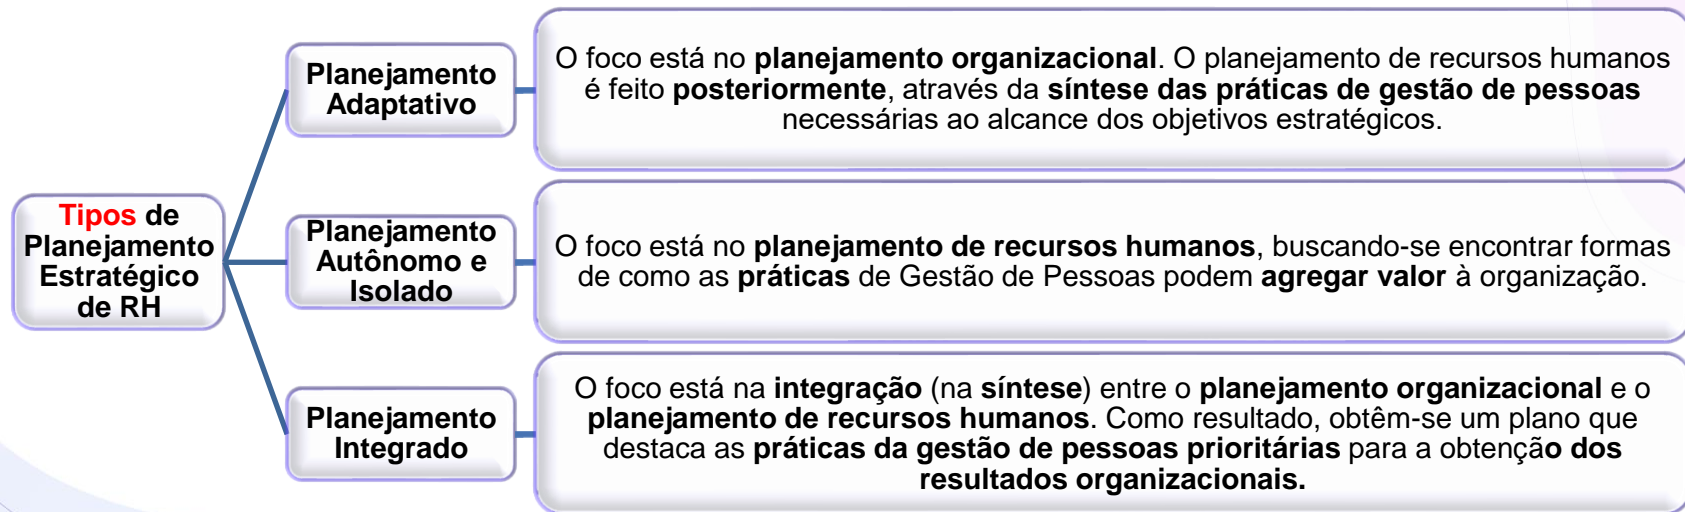 Tipos de
Planejamento
Estratégico
de RH
Planejamento
Adaptativo
O foco está no planejamento organizacional. O planejamento de recursos humanos
é feito posteriormente, através da síntese das práticas de gestão de pessoas
necessárias ao alcance dos objetivos estratégicos.
Planejamento
Autônomo e
Isolado
O foco está no planejamento de recursos humanos, buscando-se encontrar formas
de como as práticas de Gestão de Pessoas podem agregar valor à organização.
Planejamento
Integrado
O foco está na integração (na síntese) entre o planejamento organizacional e o
planejamento de recursos humanos. Como resultado, obtêm-se um plano que
destaca as práticas da gestão de pessoas prioritárias para a obtenção dos
resultados organizacionais.